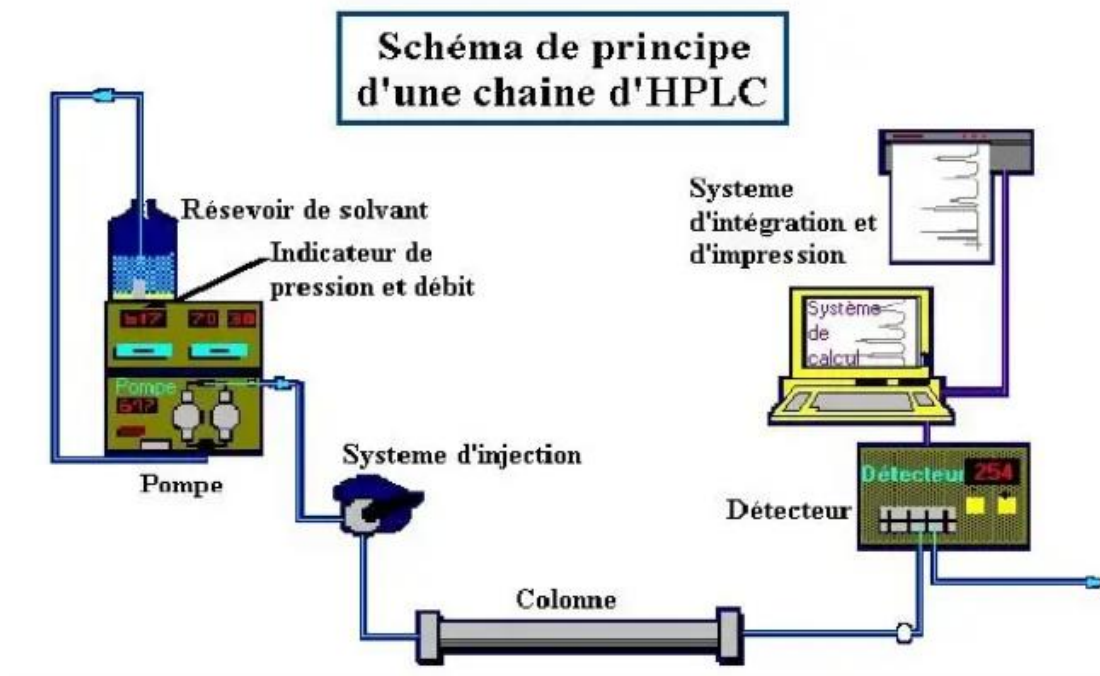 Schéma de principe
d'une chaine d'HPLC
Résevoir de solvant
Indicateur de
pression et débit
Pompe
Pompe
Systeme d'injection
Colonne
Systeme
d'intégration et
d'impression
Système
de
calcul
Détecteur
254
Détecteur